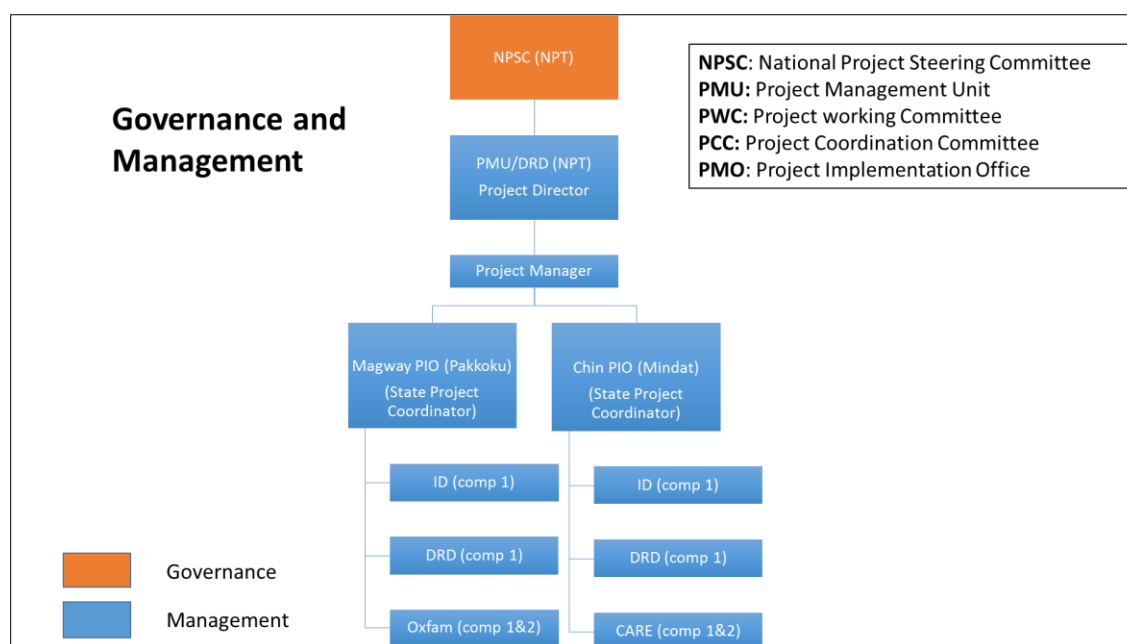 NPSC (NPT)
NPSC: National Project Steering Committee
PMU: Project Management Unit
PWC: Project working Committee
PCC: Project Coordination Committee
PMO: Project Implementation Office
Governance and
Management
PMU/DRD (NPT)
Project Director
Project Manager
Magway PIO (Pakkoku)
(State Project
Coordinator)
Chin PIO (Mindat)
(State Project
Coordinator)
ID (comp 1)
ID (comp 1)
DRD (comp 1)
DRD (comp 1)
Oxfam (comp 1&2)
CARE (comp 1&2)
Governance
Management